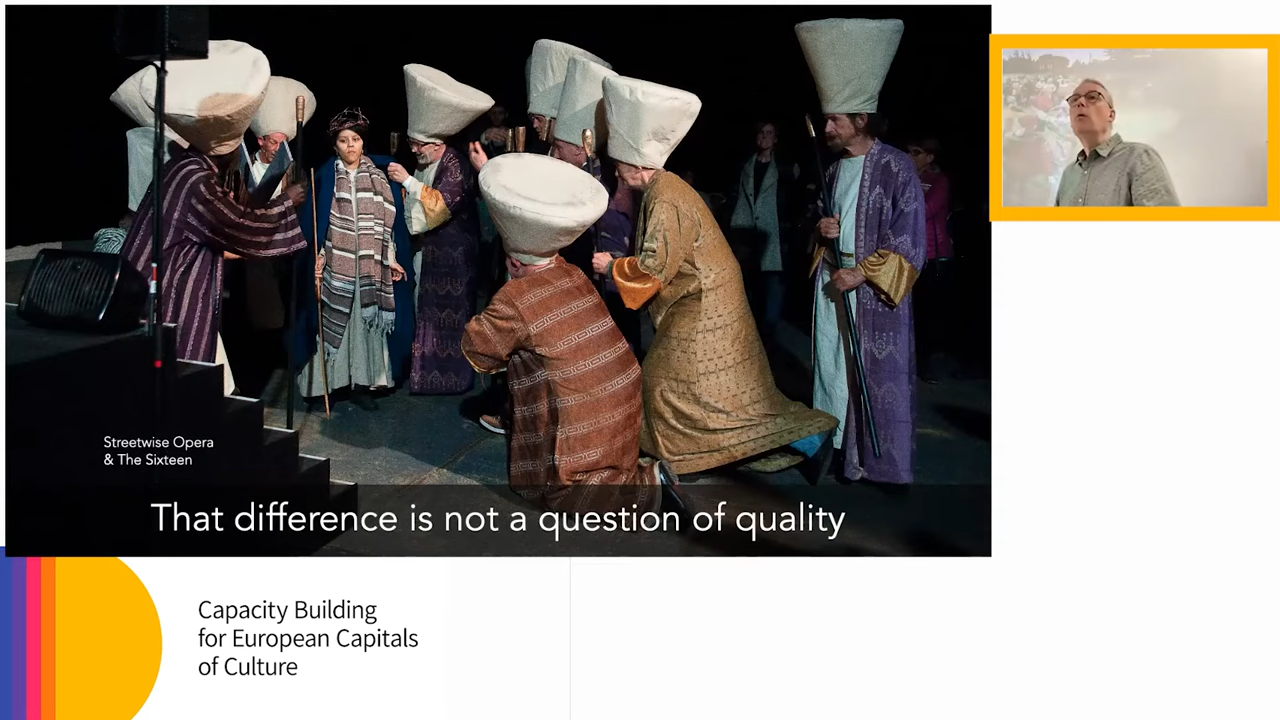 Streetwise Opera
& The Sixteen
That difference is not a question of quality
Capacity Building
for European Capitals
of Culture